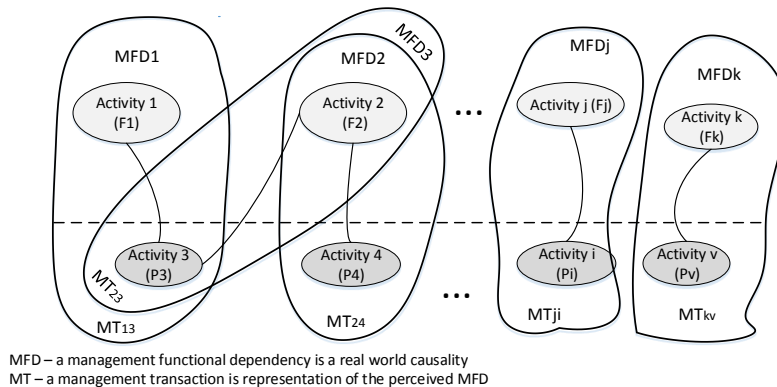 MFD1
MFD2
MFD3
MFDj
MFDk
Activity 1
(F1)
Activity 2
(F2)
...
Activity j (Fj)
Activity k
(Fk)
Activity 3
(P3)
Activity 4
(P4)
...
Activity i
(Pi)
Activity v
(Pv)
MT23
MT13
MT24
MTji
MTkv
MFD – a management functional dependency is a real world causality
MT – a management transaction is representation of the perceived MFD